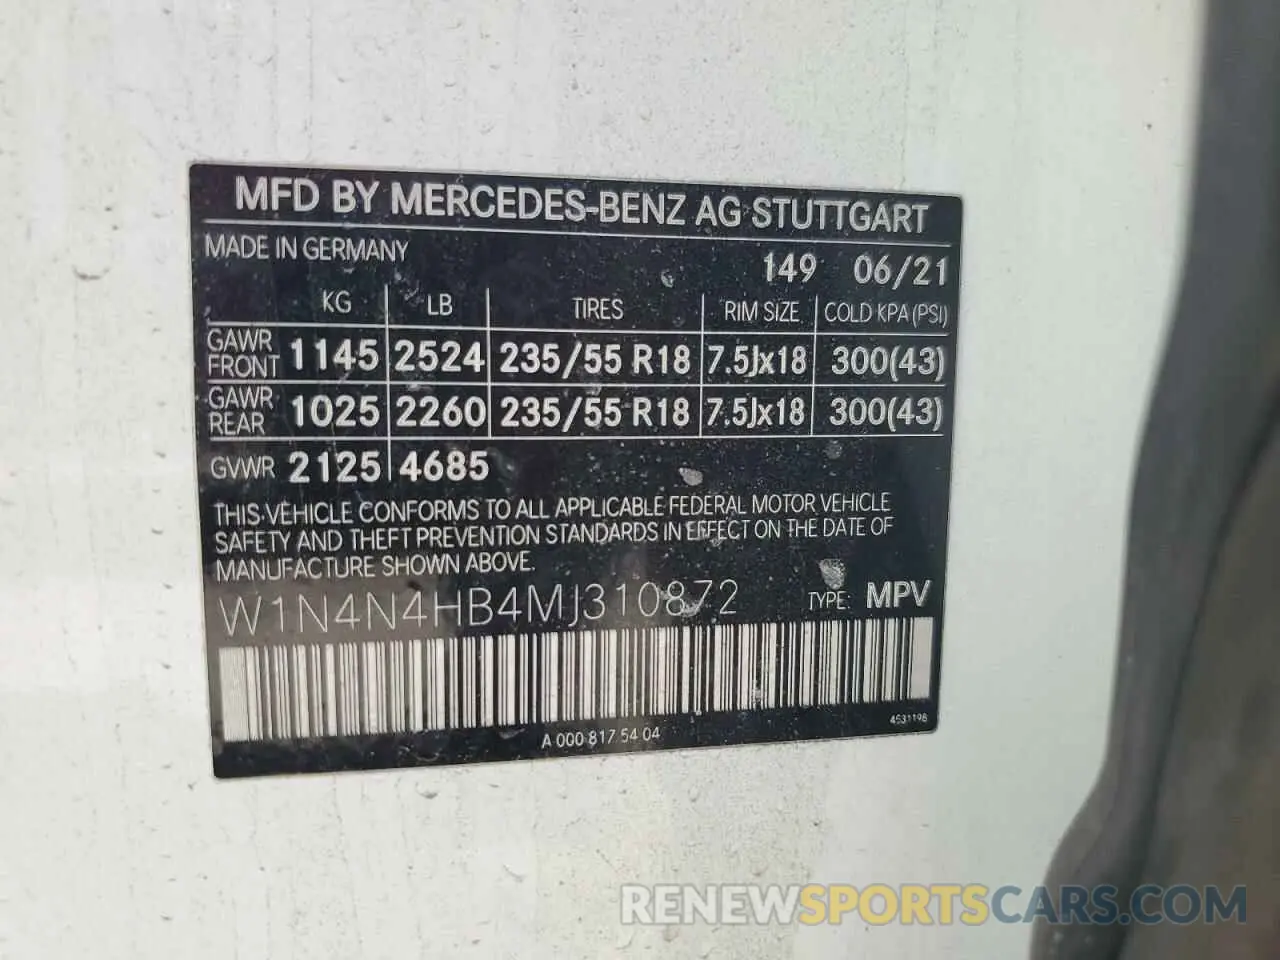 MFD BY MERCEDES-BENZ AG STUTTGART
MADE IN GERMANY 149 06/21
KG LB TIRES RIM SIZE COLD KPA (PSI)
GAWR FRONT 1145 2524 235/55 R18 7.5Jx18 300(43)
GAWR REAR 1025 2260 235/55 R18 7.5Jx18 300(43)
GVWR 2125 4685
THIS VEHICLE CONFORMS TO ALL APPLICABLE FEDERAL MOTOR VEHICLE
SAFETY AND THEFT PREVENTION STANDARDS IN EFFECT ON THE DATE OF
MANUFACTURE SHOWN ABOVE.
W1N4N4HB4MJ310872 TYPE: MPV
A 000 817 54 04 4531198
RENEWSPORTSCARS.COM